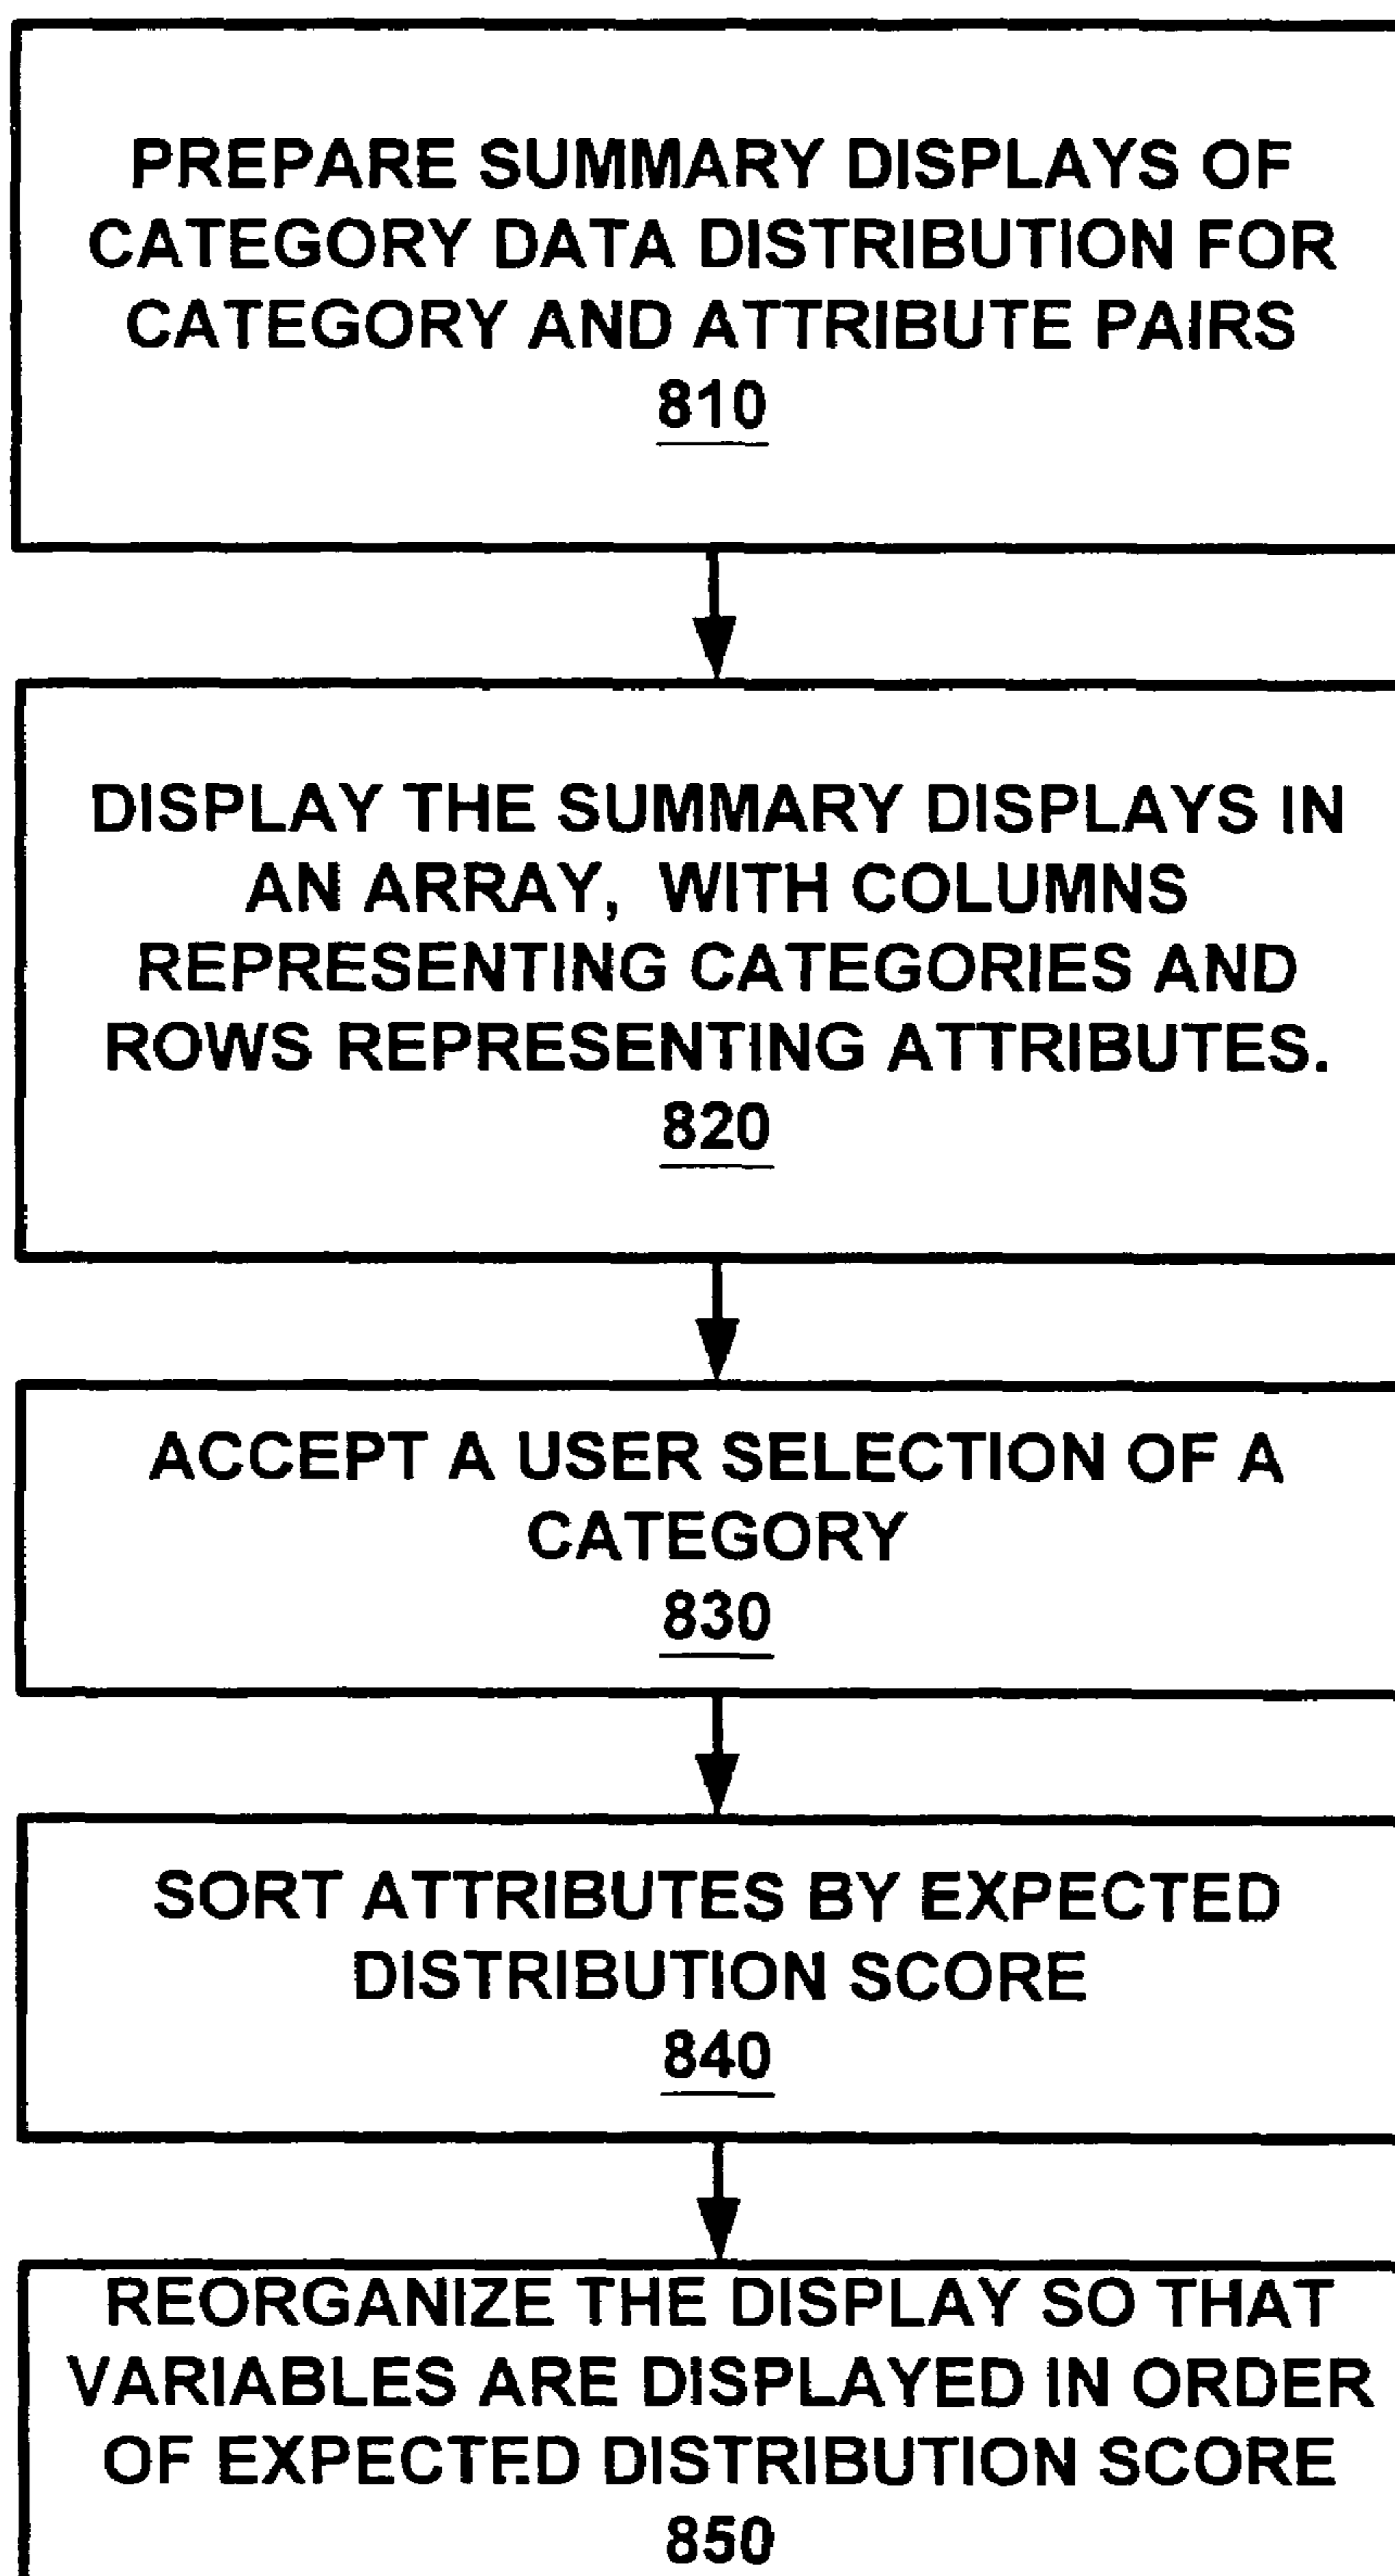 PREPARE SUMMARY DISPLAYS OF
CATEGORY DATA DISTRIBUTION FOR
CATEGORY AND ATTRIBUTE PAIRS
810
DISPLAY THE SUMMARY DISPLAYS IN
AN ARRAY, WITH COLUMNS
REPRESENTING CATEGORIES AND
ROWS REPRESENTING ATTRIBUTES.
820
ACCEPT A USER SELECTION OF A
CATEGORY
830
SORT ATTRIBUTES BY EXPECTED
DISTRIBUTION SCORE
840
REORGANIZE THE DISPLAY SO THAT
VARIABLES ARE DISPLAYED IN ORDER
OF EXPECTED DISTRIBUTION SCORE
850